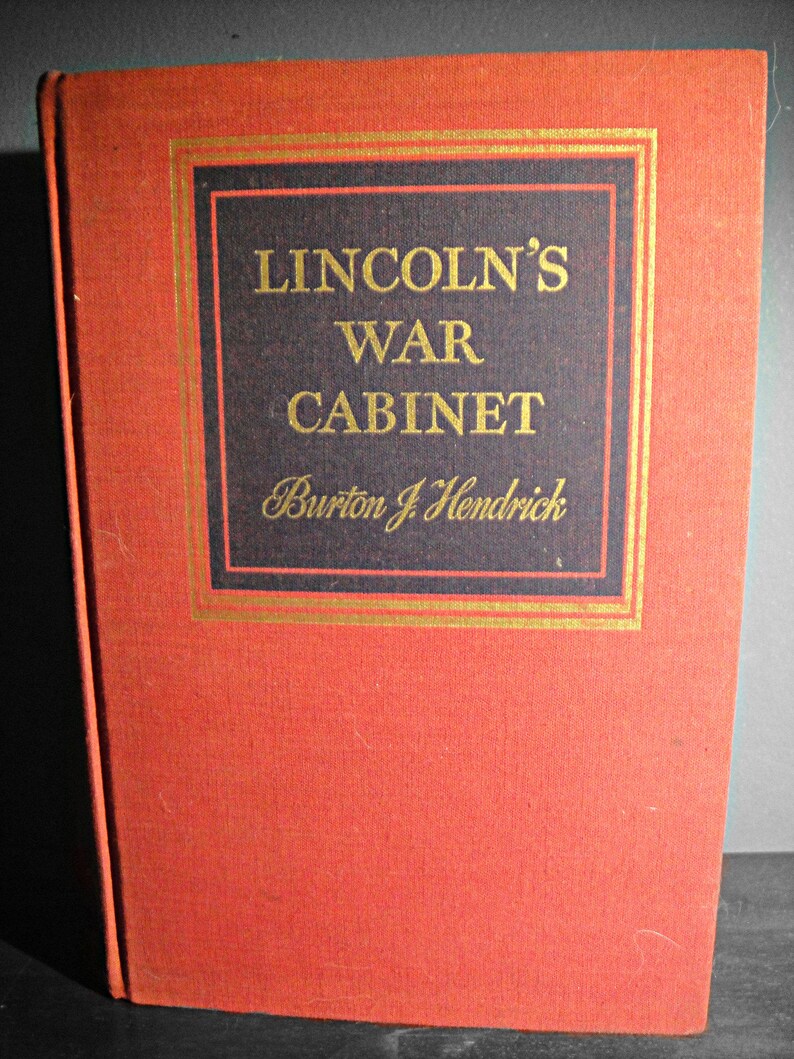 LINCOLN'S
WAR
CABINET
Burton J. Hendrick